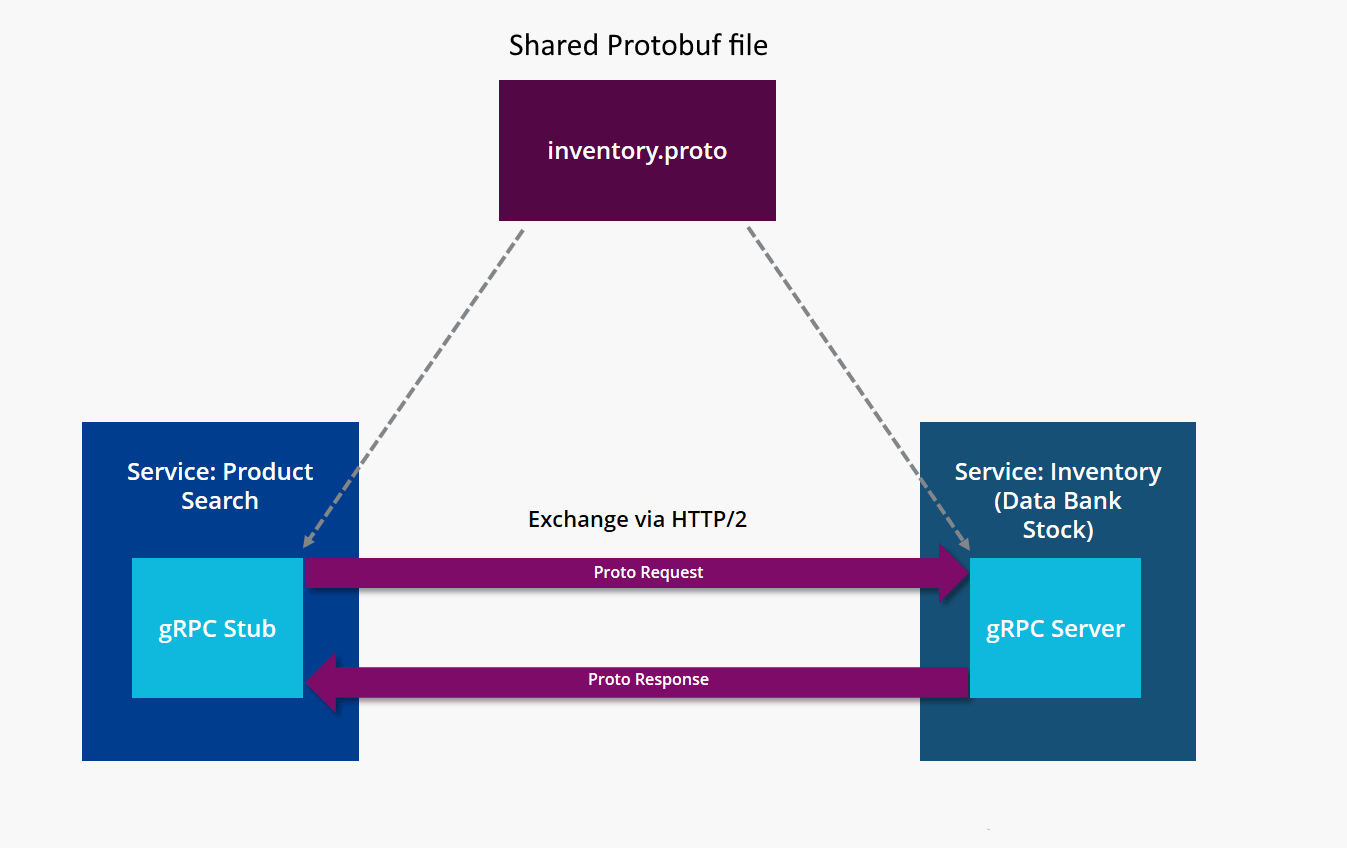 Shared Protobuf file
inventory.proto
Service: Product
Search
Service: Inventory
(Data Bank
Stock)
Exchange via HTTP/2
Proto Request
gRPC Stub
gRPC Server
Proto Response